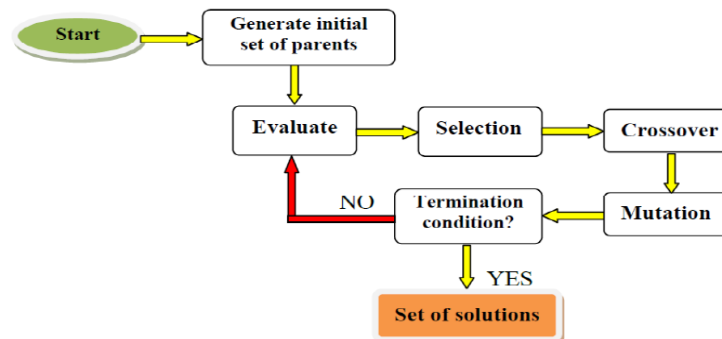 Start
Generate initial
set of parents
Evaluate
Selection
Crossover
Mutation
Termination
condition?
NO
YES
Set of solutions